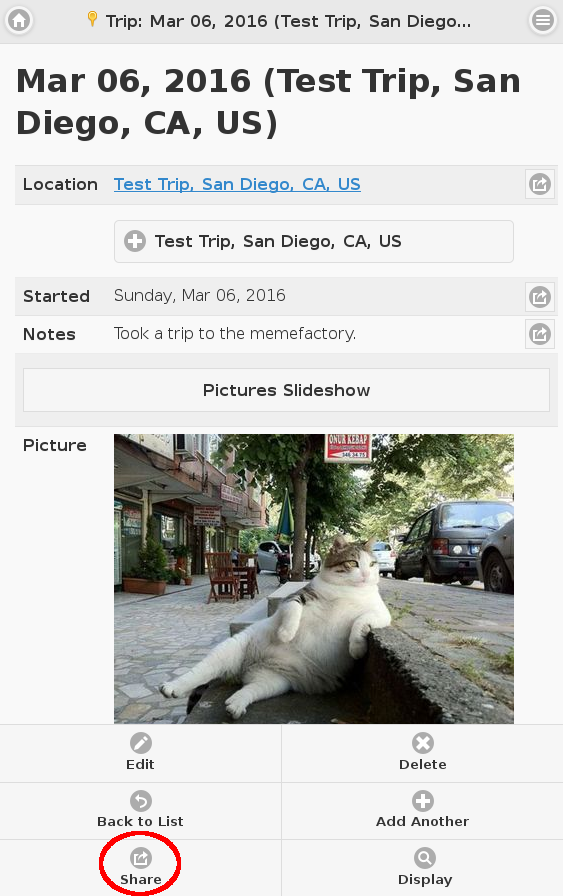 Trip: Mar 06, 2016 (Test Trip, San Diego...
Mar 06, 2016 (Test Trip, San
Diego, CA, US)
Location Test Trip, San Diego, CA, US
Test Trip, San Diego, CA, US
Started Sunday, Mar 06, 2016
Notes Took a trip to the memefactory.
Pictures Slideshow
Picture
ONUR KEBAP
346 34 75
Edit Delete
Back to List Add Another
Share Display